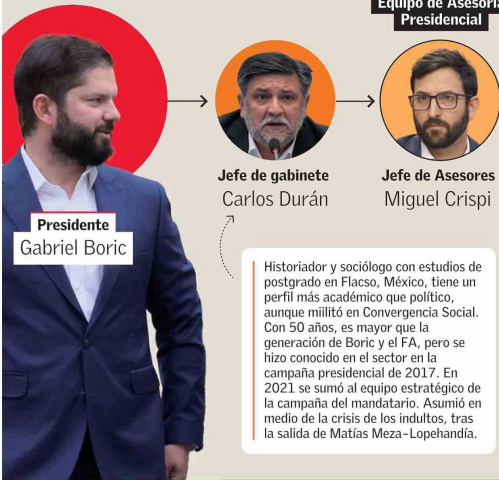 Equipo de Asesoría
Presidencial
Jefe de gabinete
Carlos Durán
Jefe de Asesores
Miguel Crispi
Presidente
Gabriel Boric
Historiador y sociólogo con estudios de
postgrado en Flacso, México, tiene un
perfil más académico que político,
aunque miilitó en Convergencia Social.
Con 50 años, es mayor que la
generación de Boric y el FA, pero se
hizo conocido en el sector en la
campaña presidencial de 2017. En
2021 se sumó al equipo estratégico de
la campaña del mandatario. Asumió en
medio de la crisis de los indultos, tras
la salida de Matías Meza-Lopehandía.